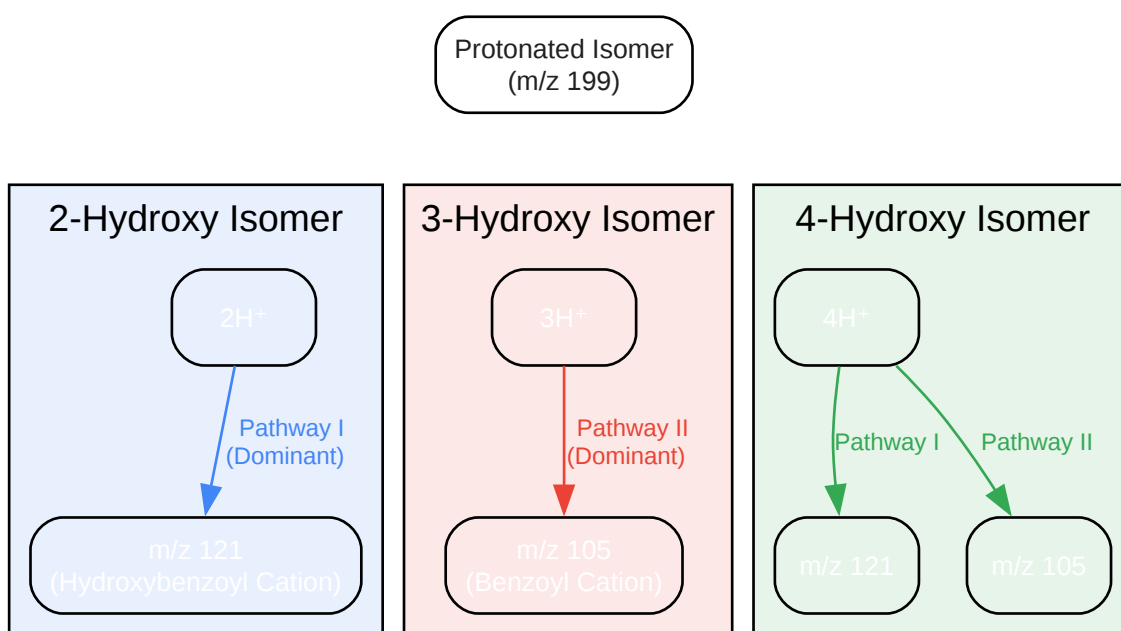 Protonated Isomer
(m/z 199)
2-Hydroxy Isomer
3-Hydroxy Isomer
4-Hydroxy Isomer
2H⁺
3H⁺
4H⁺
Pathway I
(Dominant)
Pathway II
(Dominant)
Pathway I
Pathway II
m/z 121
(Hydroxybenzoyl Cation)
m/z 105
(Benzoyl Cation)
m/z 121
m/z 105